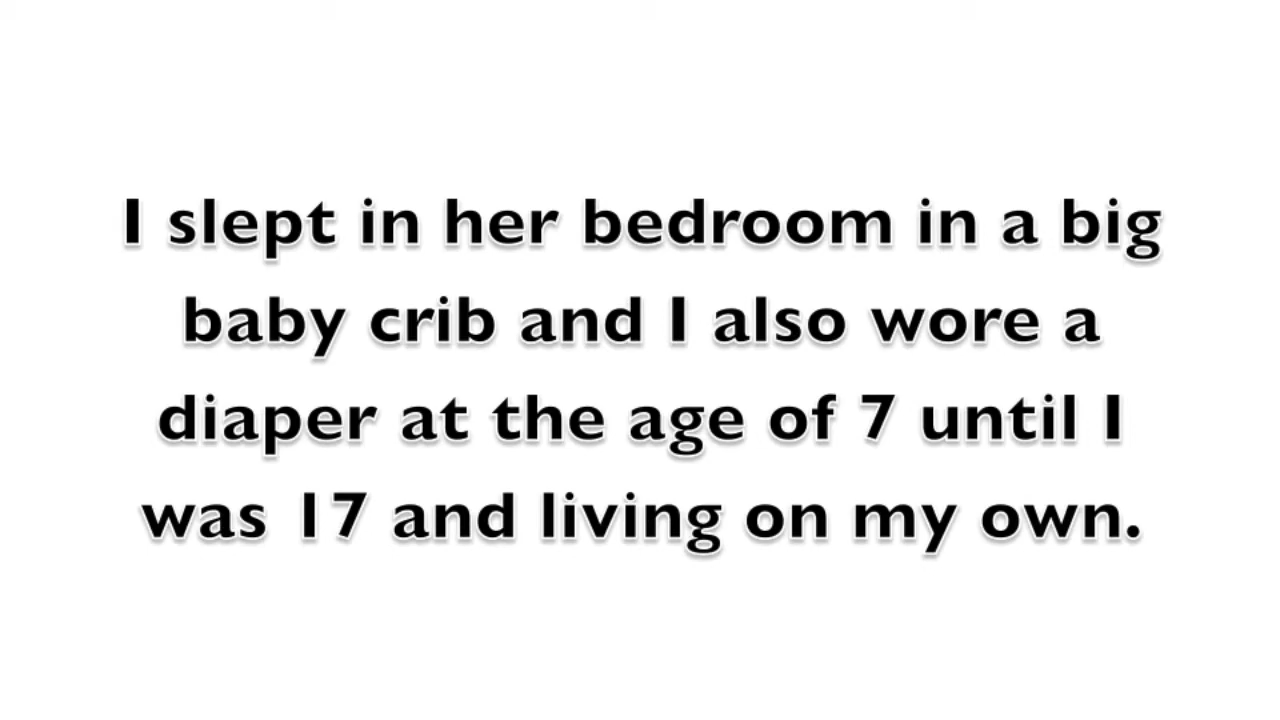 I slept in her bedroom in a big
baby crib and I also wore a
diaper at the age of 7 until I
was 17 and living on my own.